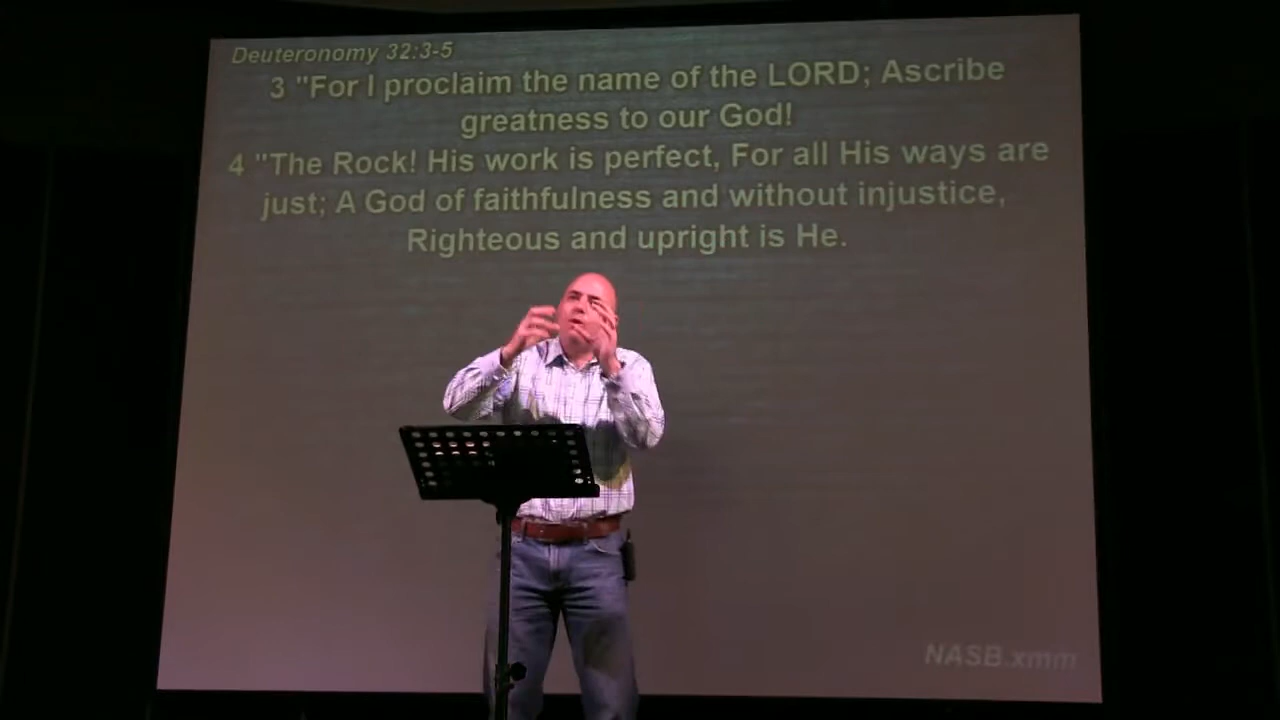 Deuteronomy 32:3-5
3 "For I proclaim the name of the LORD; Ascribe
greatness to our God!
4 "The Rock! His work is perfect, For all His ways are
just; A God of faithfulness and without injustice,
Righteous and upright is He.
NASB.xmm